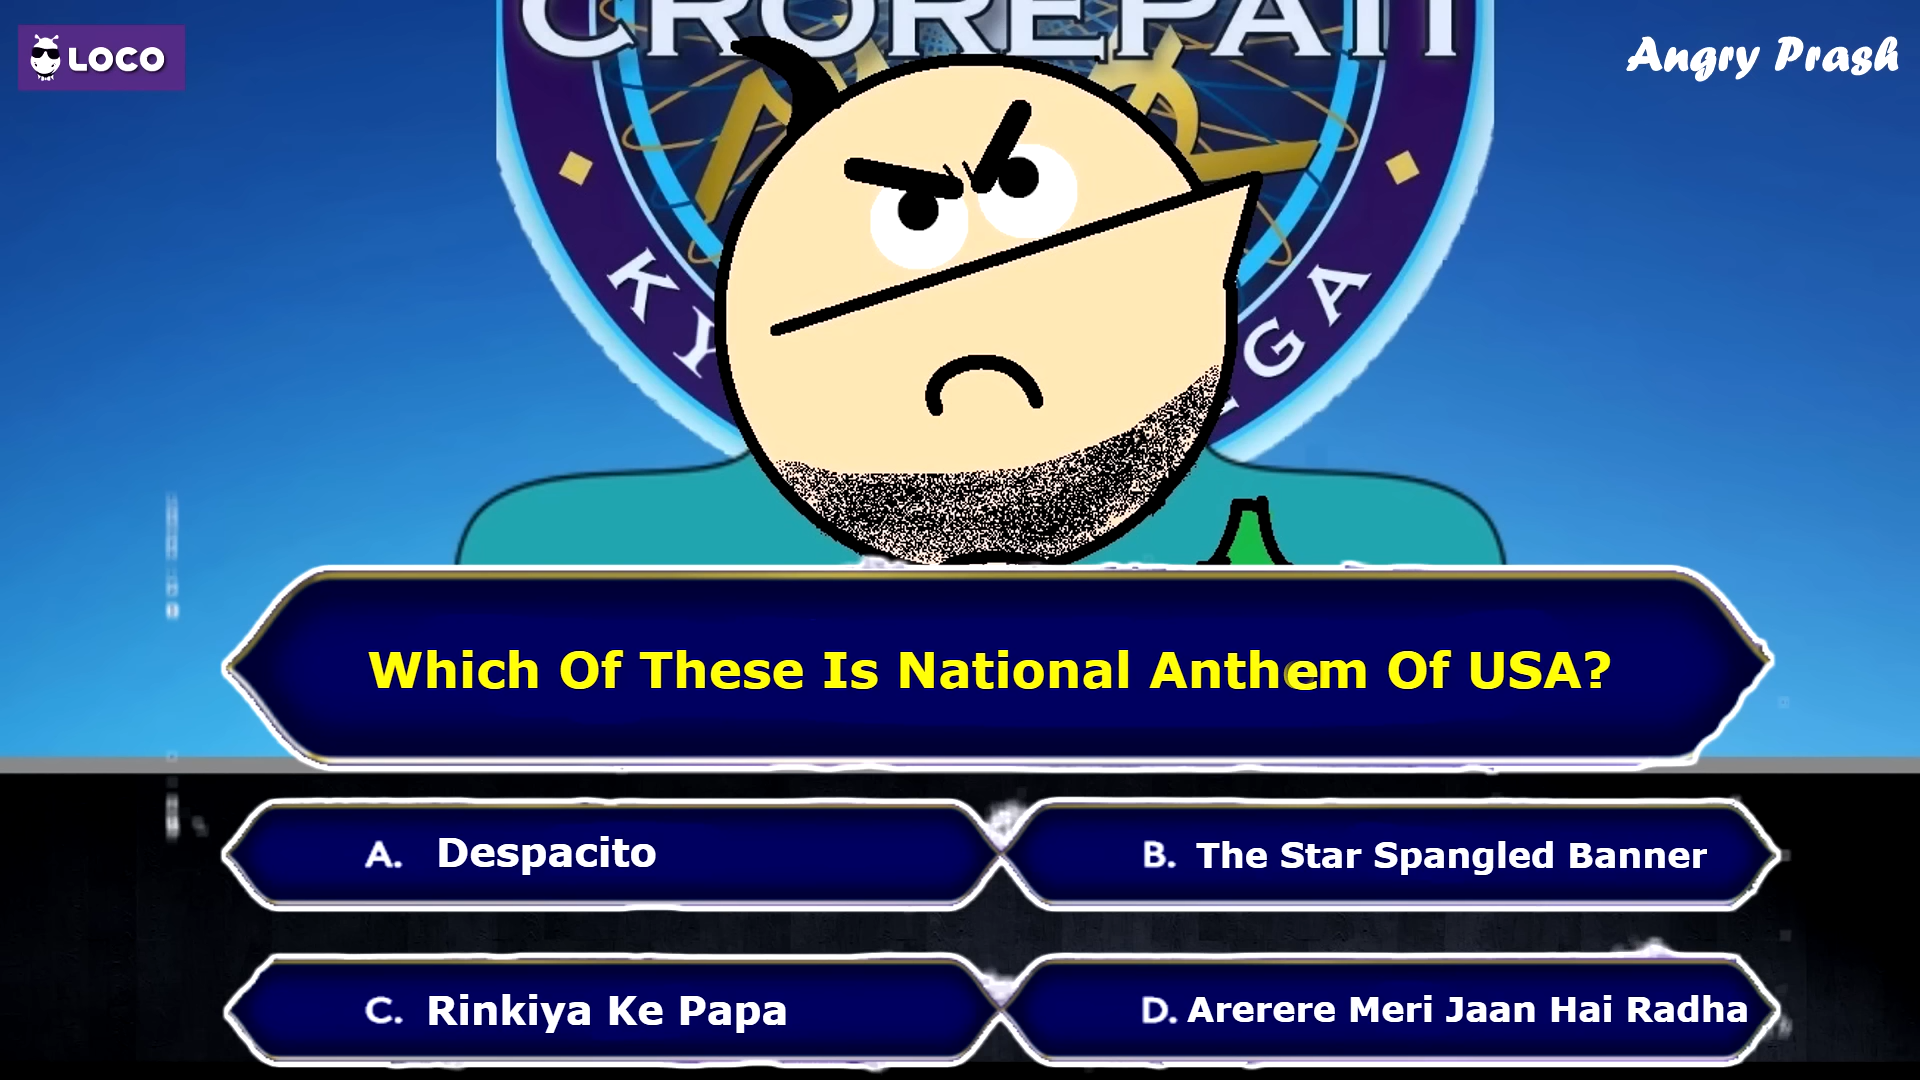 CROREPATI
LOCO
Angry Prash
K
GA
Which Of These Is National Anthem Of USA?
A. Despacito
B. The Star Spangled Banner
C. Rinkiya Ke Papa
D. Arerere Meri Jaan Hai Radha